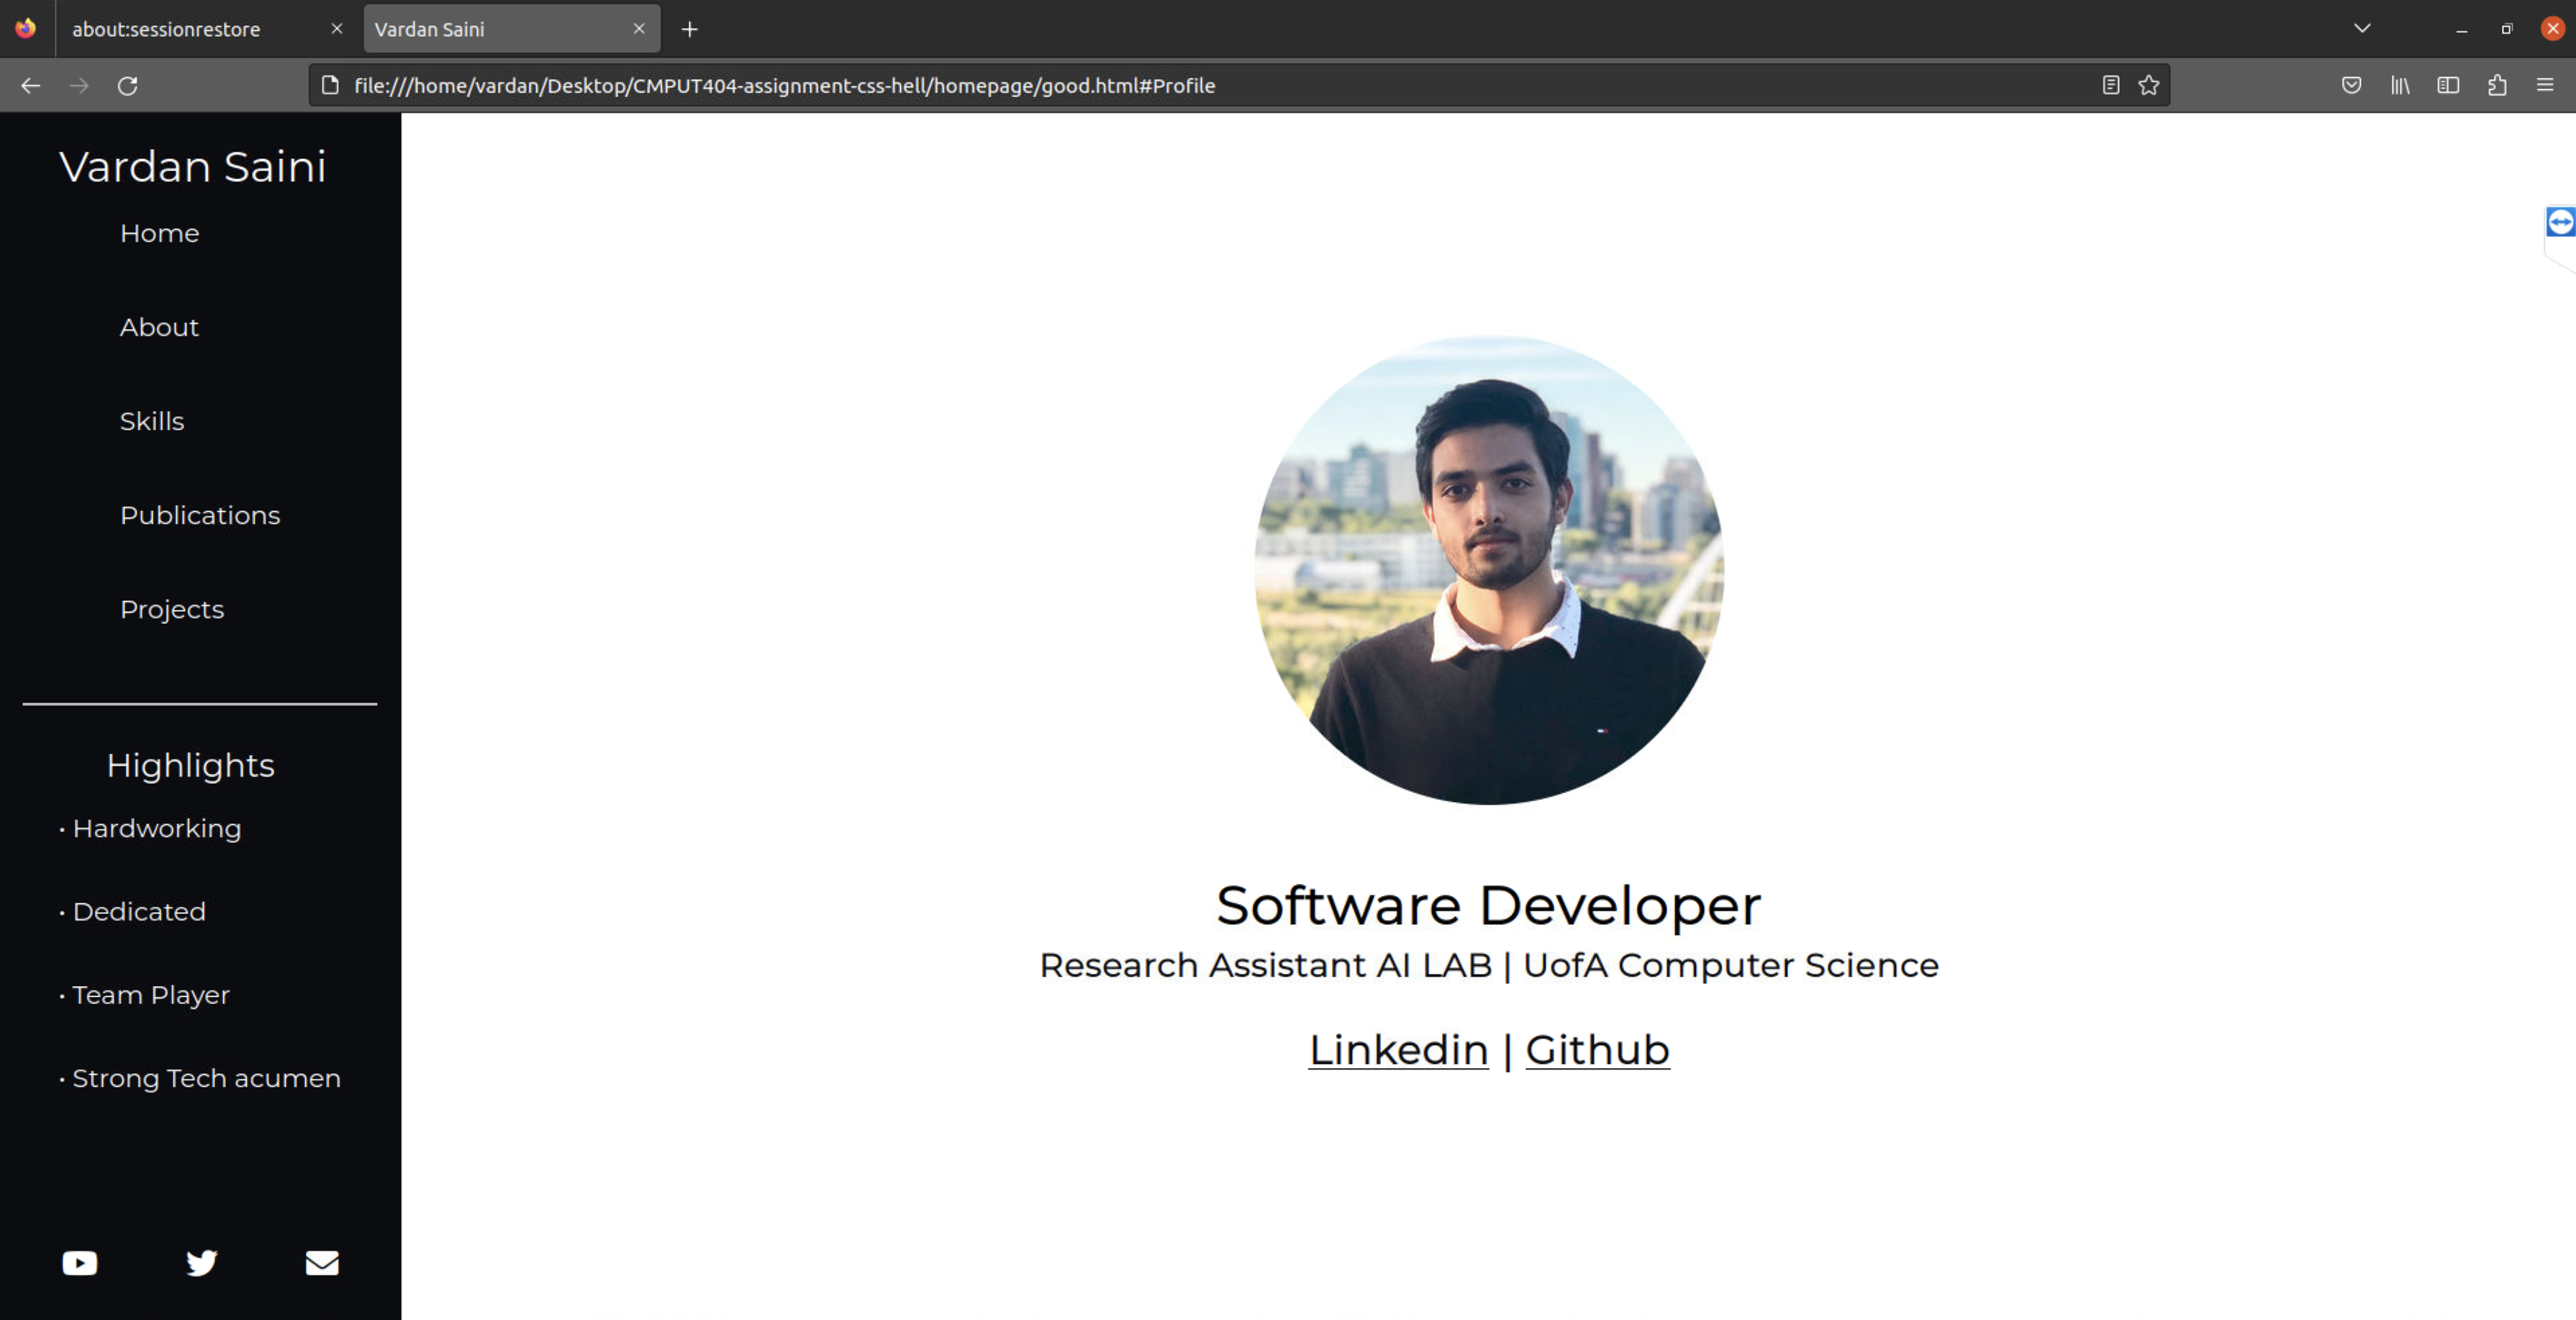 about:sessionrestore
Vardan Saini
file:///home/vardan/Desktop/CMPUT404-assignment-css-hell/homepage/good.html#Profile
Vardan Saini
Home
About
Skills
Publications
Projects
Highlights
· Hardworking
· Dedicated
· Team Player
· Strong Tech acumen
Software Developer
Research Assistant AI LAB | UofA Computer Science
Linkedin | Github